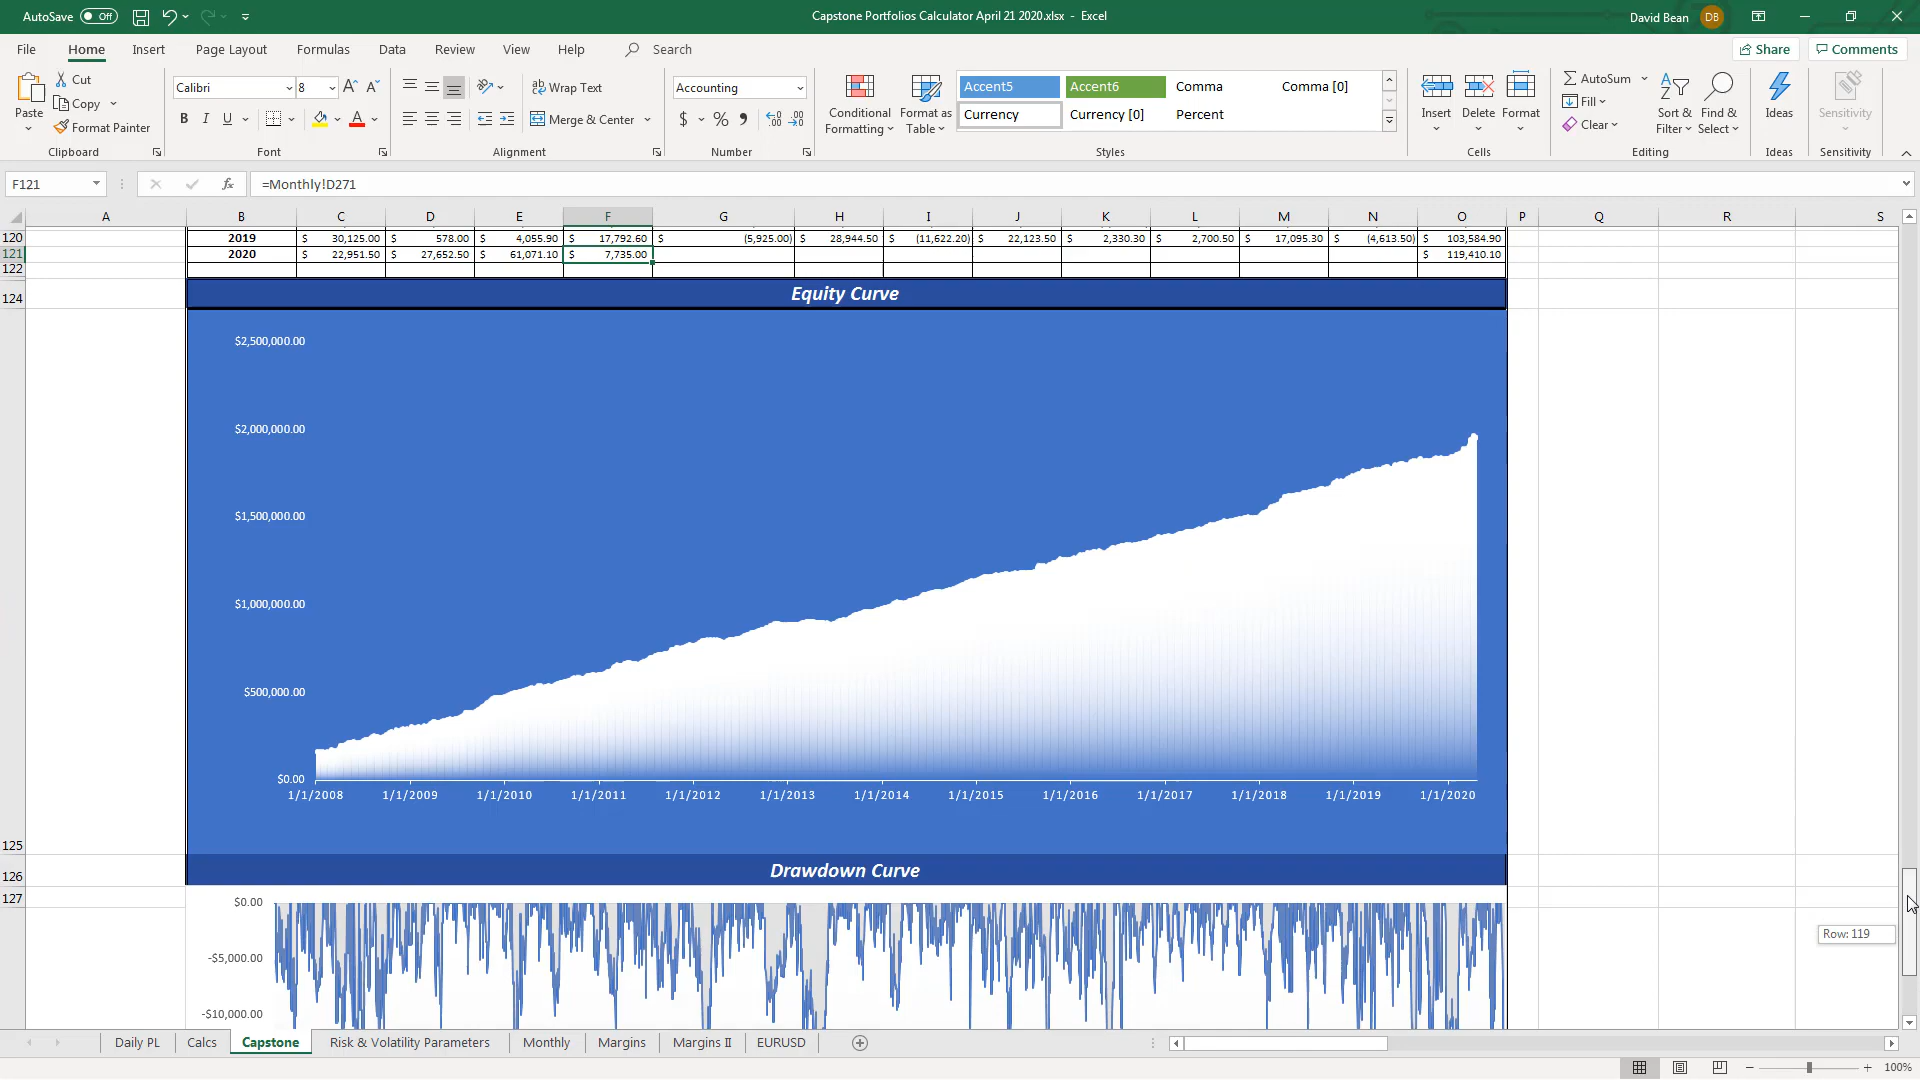 AutoSave Off Capstone Portfolios Calculator April 21 2020.xlsx - Excel David Bean DB
File Home Insert Page Layout Formulas Data Review View Help Search Share Comments
Paste Cut Copy Format Painter Clipboard
Calibri 8 B I U A A Font
Wrap Text Merge & Center Alignment
Accounting $ % Number
Conditional Formatting Format as Table
Accent5 Accent6 Comma Comma [0]
Currency Currency [0] Percent
Styles
Insert Delete Format Cells
AutoSum Fill Clear Sort & Filter Find & Select Editing
Ideas Ideas
Sensitivity Sensitivity
F121 fx =Monthly!D271
A B C D E F G H I J K L M N O P Q R S
120 2019 $ 30,125.00 $ 578.00 $ 4,055.90 $ 17,792.60 $ (5,925.00) $ 28,944.50 $ (11,622.20) $ 22,123.50 $ 2,330.30 $ 2,700.50 $ 17,095.30 $ (4,613.50) $ 103,584.90
121 2020 $ 22,951.50 $ 27,652.50 $ 61,071.10 $ 7,735.00 $ 119,410.10
122
124 Equity Curve
$2,500,000.00
$2,000,000.00
$1,500,000.00
$1,000,000.00
$500,000.00
$0.00
1/1/2008 1/1/2009 1/1/2010 1/1/2011 1/1/2012 1/1/2013 1/1/2014 1/1/2015 1/1/2016 1/1/2017 1/1/2018 1/1/2019 1/1/2020
125
126 Drawdown Curve
127
$0.00
Row: 119
-$5,000.00
-$10,000.00
Daily PL Calcs Capstone Risk & Volatility Parameters Monthly Margins Margins II EURUSD
100%